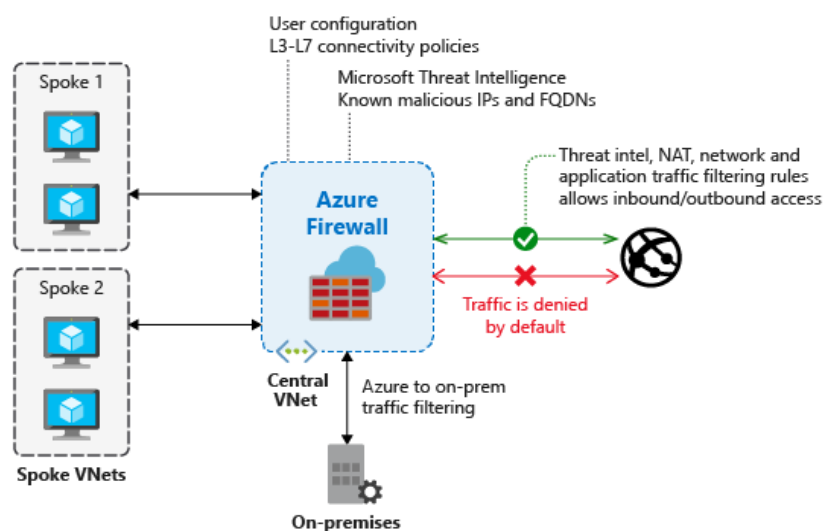 User configuration
L3-L7 connectivity policies
Microsoft Threat Intelligence
Known malicious IPs and FQDNs
Spoke 1
Threat intel, NAT, network and
application traffic filtering rules
allows inbound/outbound access
Azure
Firewall
Spoke 2
Traffic is denied
by default
Central
VNet
Azure to on-prem
traffic filtering
Spoke VNets
On-premises